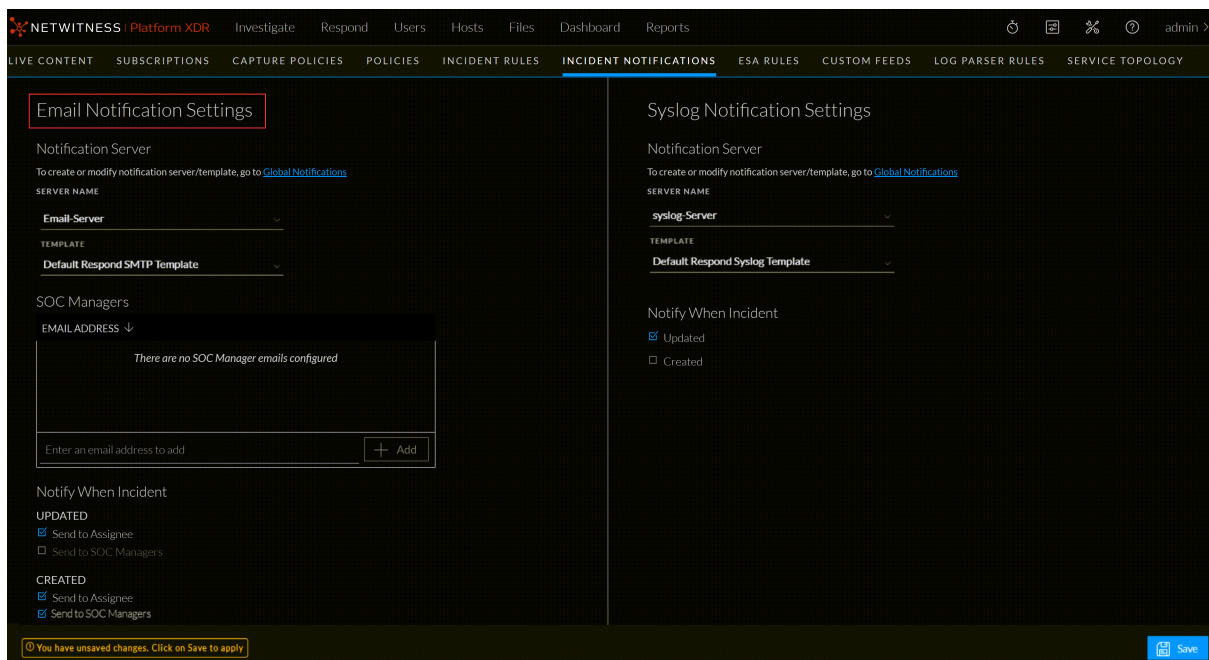 NETWITNESS Platform XDR Investigate Respond Users Hosts Files Dashboard Reports admin
LIVE CONTENT SUBSCRIPTIONS CAPTURE POLICIES POLICIES INCIDENT RULES INCIDENT NOTIFICATIONS ESA RULES CUSTOM FEEDS LOG PARSER RULES SERVICE TOPOLOGY
Email Notification Settings
Notification Server
To create or modify notification server/template, go to Global Notifications
SERVER NAME
Email-Server
TEMPLATE
Default Respond SMTP Template
SOC Managers
EMAIL ADDRESS
There are no SOC Manager emails configured
Enter an email address to add
Add
Notify When Incident
UPDATED
Send to Assignee
Send to SOC Managers
CREATED
Send to Assignee
Send to SOC Managers
Syslog Notification Settings
Notification Server
To create or modify notification server/template, go to Global Notifications
SERVER NAME
syslog-Server
TEMPLATE
Default Respond Syslog Template
Notify When Incident
Updated
Created
You have unsaved changes. Click on Save to apply
Save